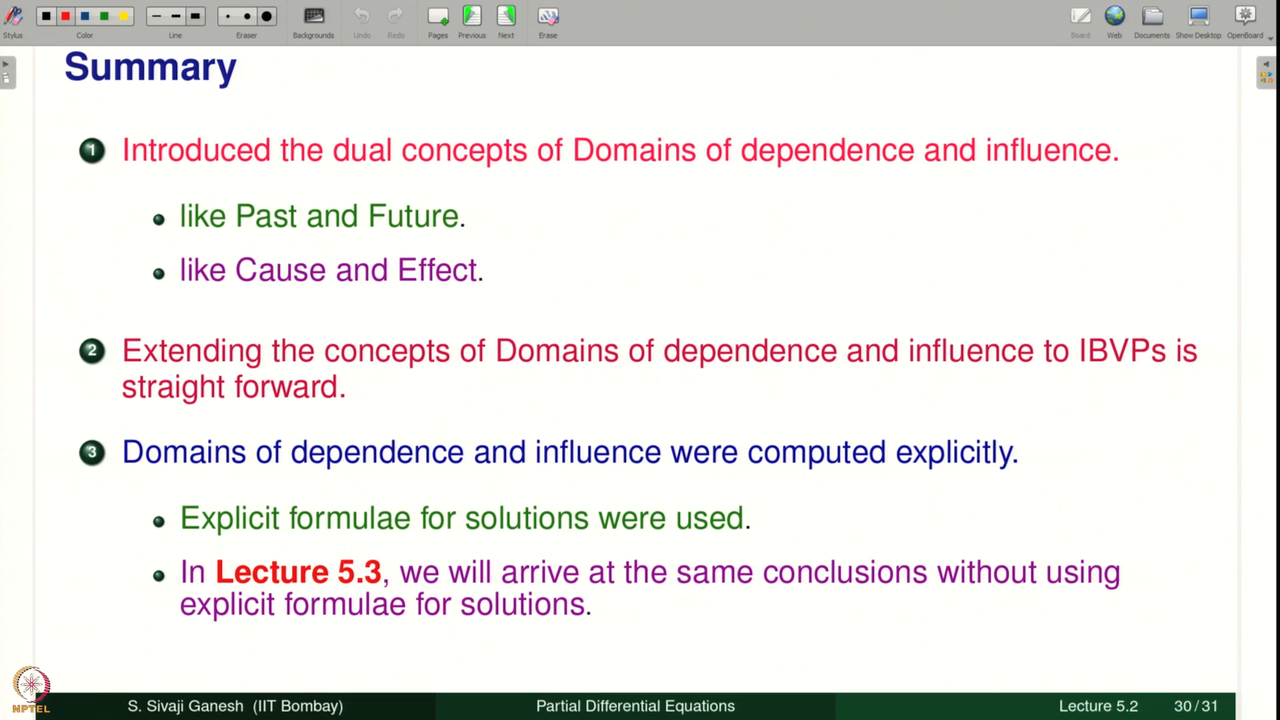 Stylus
Color
Line
Eraser
Backgrounds
Undo
Redo
Pages
Previous
Next
Erase
Board
Web
Documents
Show Desktop
OpenBoard
Summary
1 Introduced the dual concepts of Domains of dependence and influence.
like Past and Future.
like Cause and Effect.
2 Extending the concepts of Domains of dependence and influence to IBVPs is
straight forward.
3 Domains of dependence and influence were computed explicitly.
Explicit formulae for solutions were used.
In Lecture 5.3, we will arrive at the same conclusions without using
explicit formulae for solutions.
NPTEL
S. Sivaji Ganesh (IIT Bombay)
Partial Differential Equations
Lecture 5.2
30/31